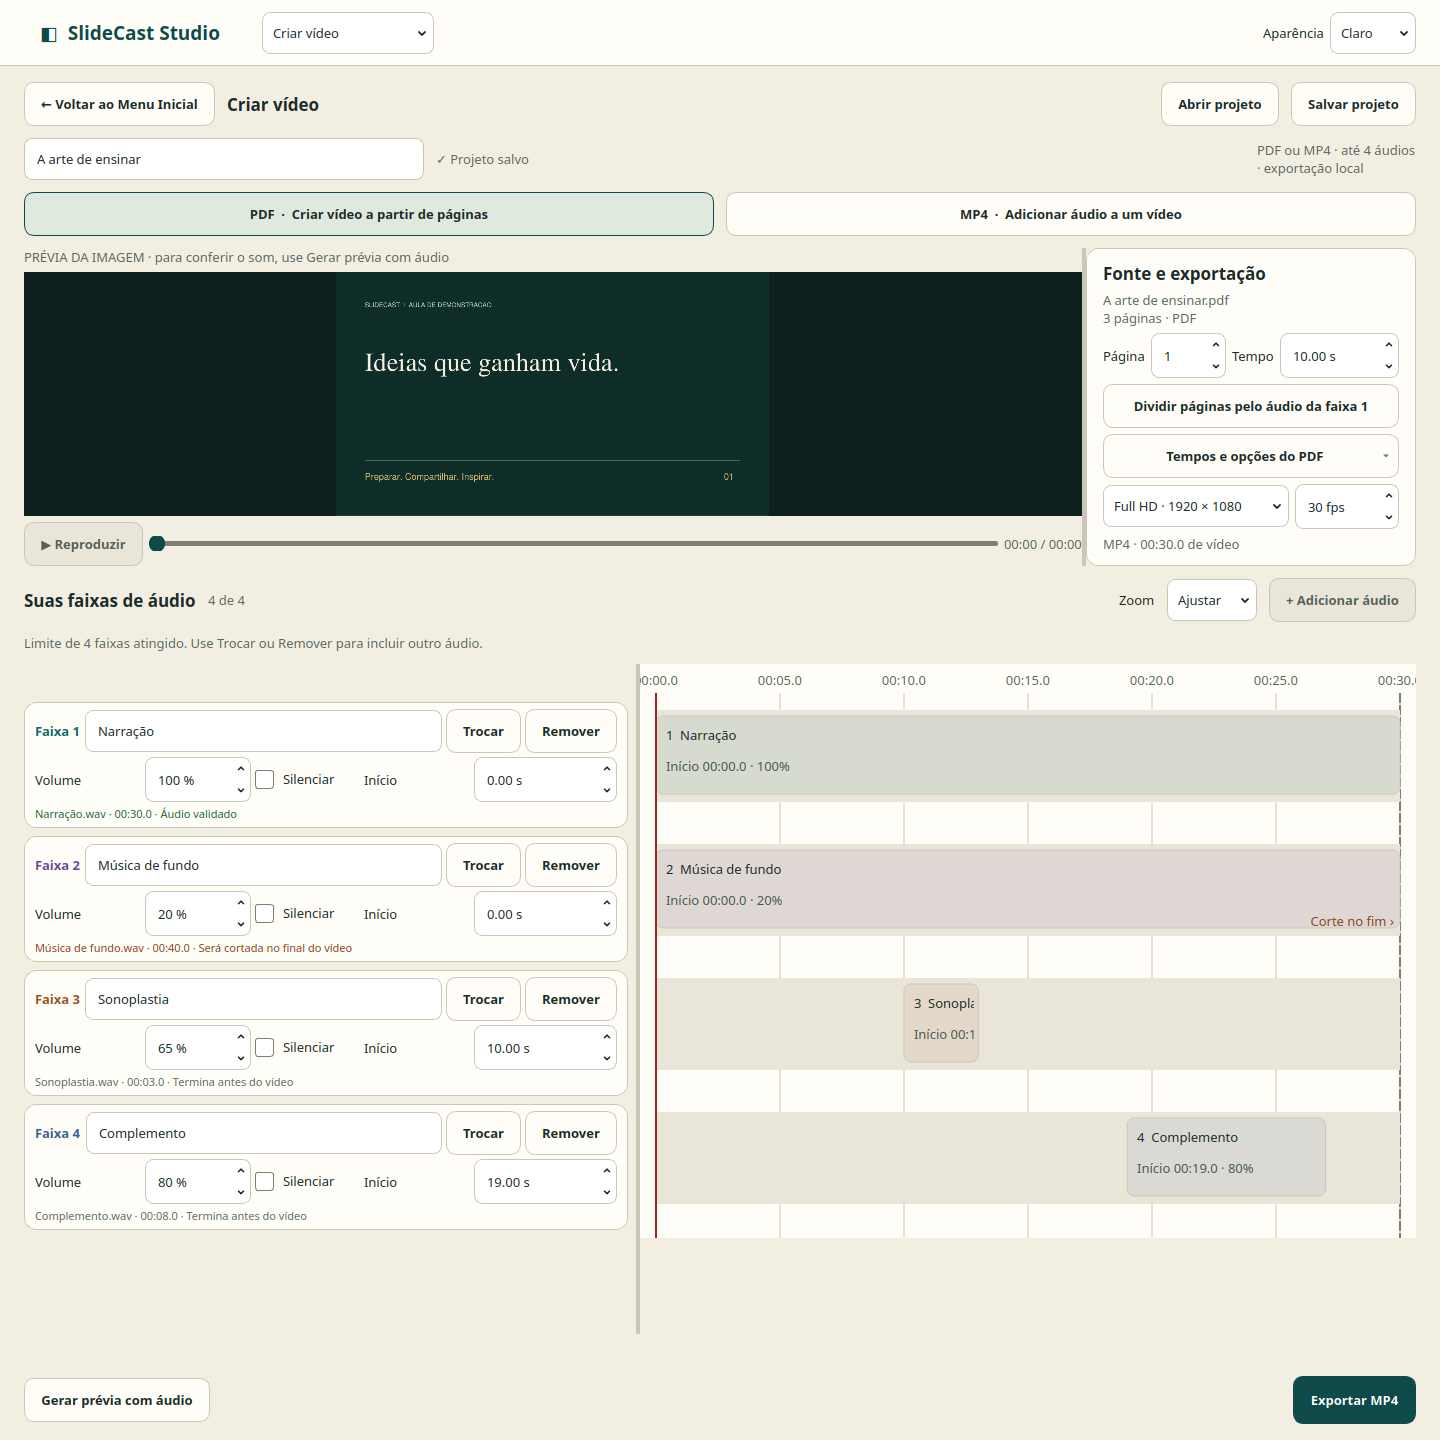 SlideCast Studio
Criar vídeo
Aparência
Claro
← Voltar ao Menu Inicial
Criar vídeo
Abrir projeto
Salvar projeto
A arte de ensinar
✓ Projeto salvo
PDF ou MP4 · até 4 áudios
· exportação local
PDF · Criar vídeo a partir de páginas
MP4 · Adicionar áudio a um vídeo
PRÉVIA DA IMAGEM · para conferir o som, use Gerar prévia com áudio
SLIDECAST / AULA DE DEMONSTRACAO
Ideias que ganham vida.
Preparar. Compartilhar. Inspirar.
01
▶ Reproduzir
00:00 / 00:00
Fonte e exportação
A arte de ensinar.pdf
3 páginas · PDF
Página
1
Tempo
10.00 s
Dividir páginas pelo áudio da faixa 1
Tempos e opções do PDF
Full HD · 1920 × 1080
30 fps
MP4 · 00:30.0 de vídeo
Suas faixas de áudio
4 de 4
Zoom
Ajustar
+ Adicionar áudio
Limite de 4 faixas atingido. Use Trocar ou Remover para incluir outro áudio.
0:00.0
00:05.0
00:10.0
00:15.0
00:20.0
00:25.0
00:30.
Faixa 1
Narração
Trocar
Remover
Volume
100 %
Silenciar
Início
0.00 s
Narração.wav · 00:30.0 · Áudio validado
1 Narração
Início 00:00.0 · 100%
Faixa 2
Música de fundo
Trocar
Remover
Volume
20 %
Silenciar
Início
0.00 s
Música de fundo.wav · 00:40.0 · Será cortada no final do vídeo
2 Música de fundo
Início 00:00.0 · 20%
Corte no fim ›
Faixa 3
Sonoplastia
Trocar
Remover
Volume
65 %
Silenciar
Início
10.00 s
Sonoplastia.wav · 00:03.0 · Termina antes do vídeo
3 Sonopla
Início 00:1
Faixa 4
Complemento
Trocar
Remover
Volume
80 %
Silenciar
Início
19.00 s
Complemento.wav · 00:08.0 · Termina antes do vídeo
4 Complemento
Início 00:19.0 · 80%
Gerar prévia com áudio
Exportar MP4